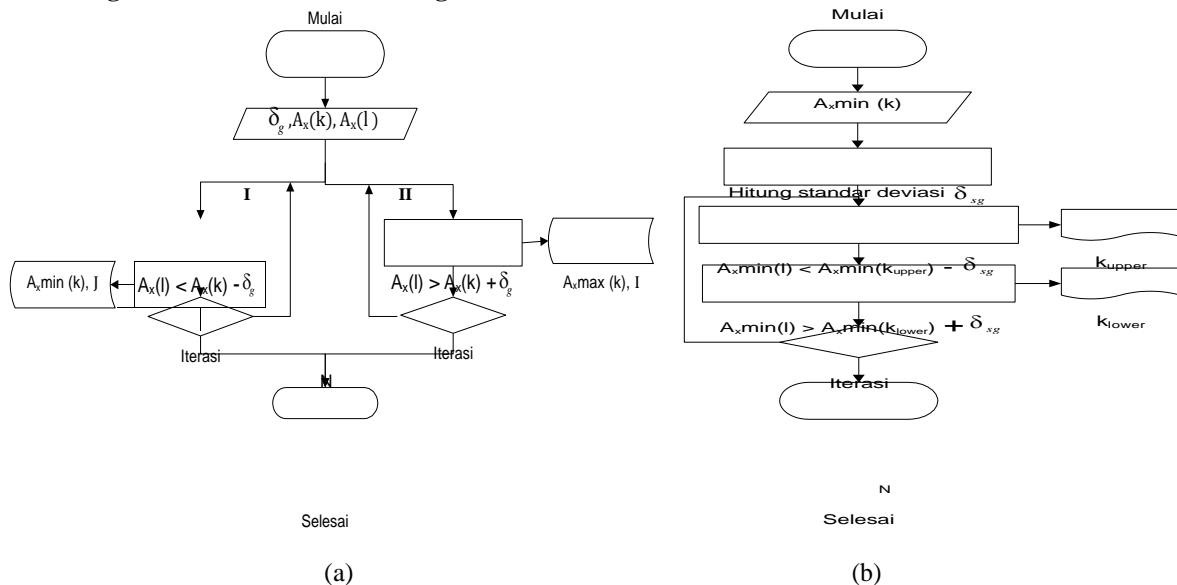 Mulai
δg ,Ax(k), Ax(l)
I
II
Ax(l) < Ax(k) - δg
Axmin (k), J
Ax(l) > Ax(k) + δg
Axmax (k), I
Iterasi
Iterasi
N
Selesai
(a)
Mulai
Axmin (k)
Hitung standar deviasi δsg
Axmin(l) < Axmin(kupper) - δsg
kupper
Axmin(l) > Axmin(klower) + δsg
klower
Iterasi
N
Selesai
(b)